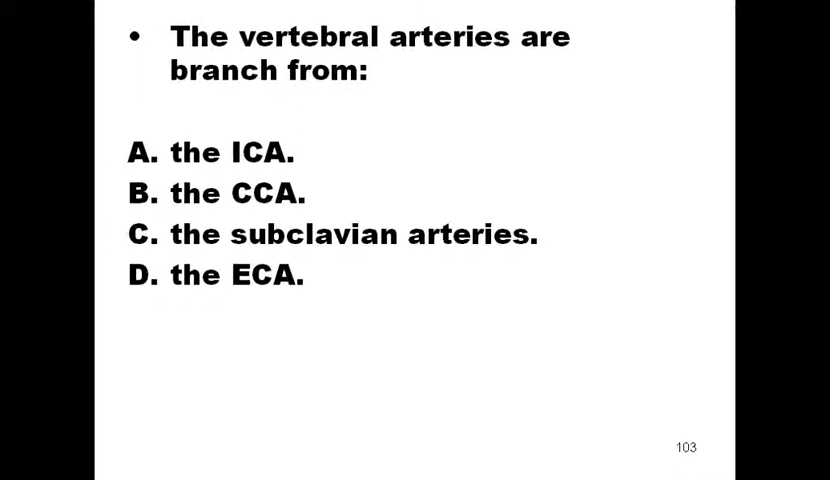 • The vertebral arteries are
branch from:
A. the ICA.
B. the CCA.
C. the subclavian arteries.
D. the ECA.
103